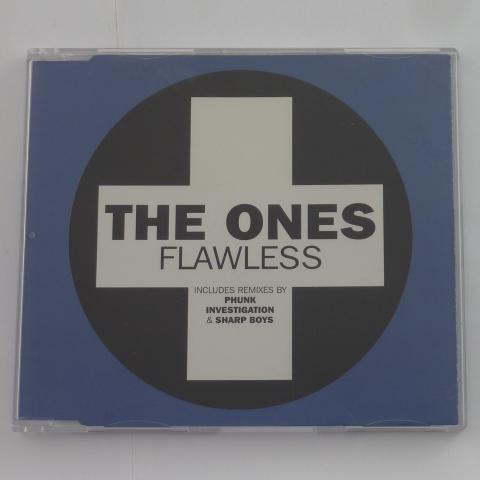 THE ONES
FLAWLESS
INCLUDES REMIXES BY
PHUNK
INVESTIGATION
& SHARP BOYS